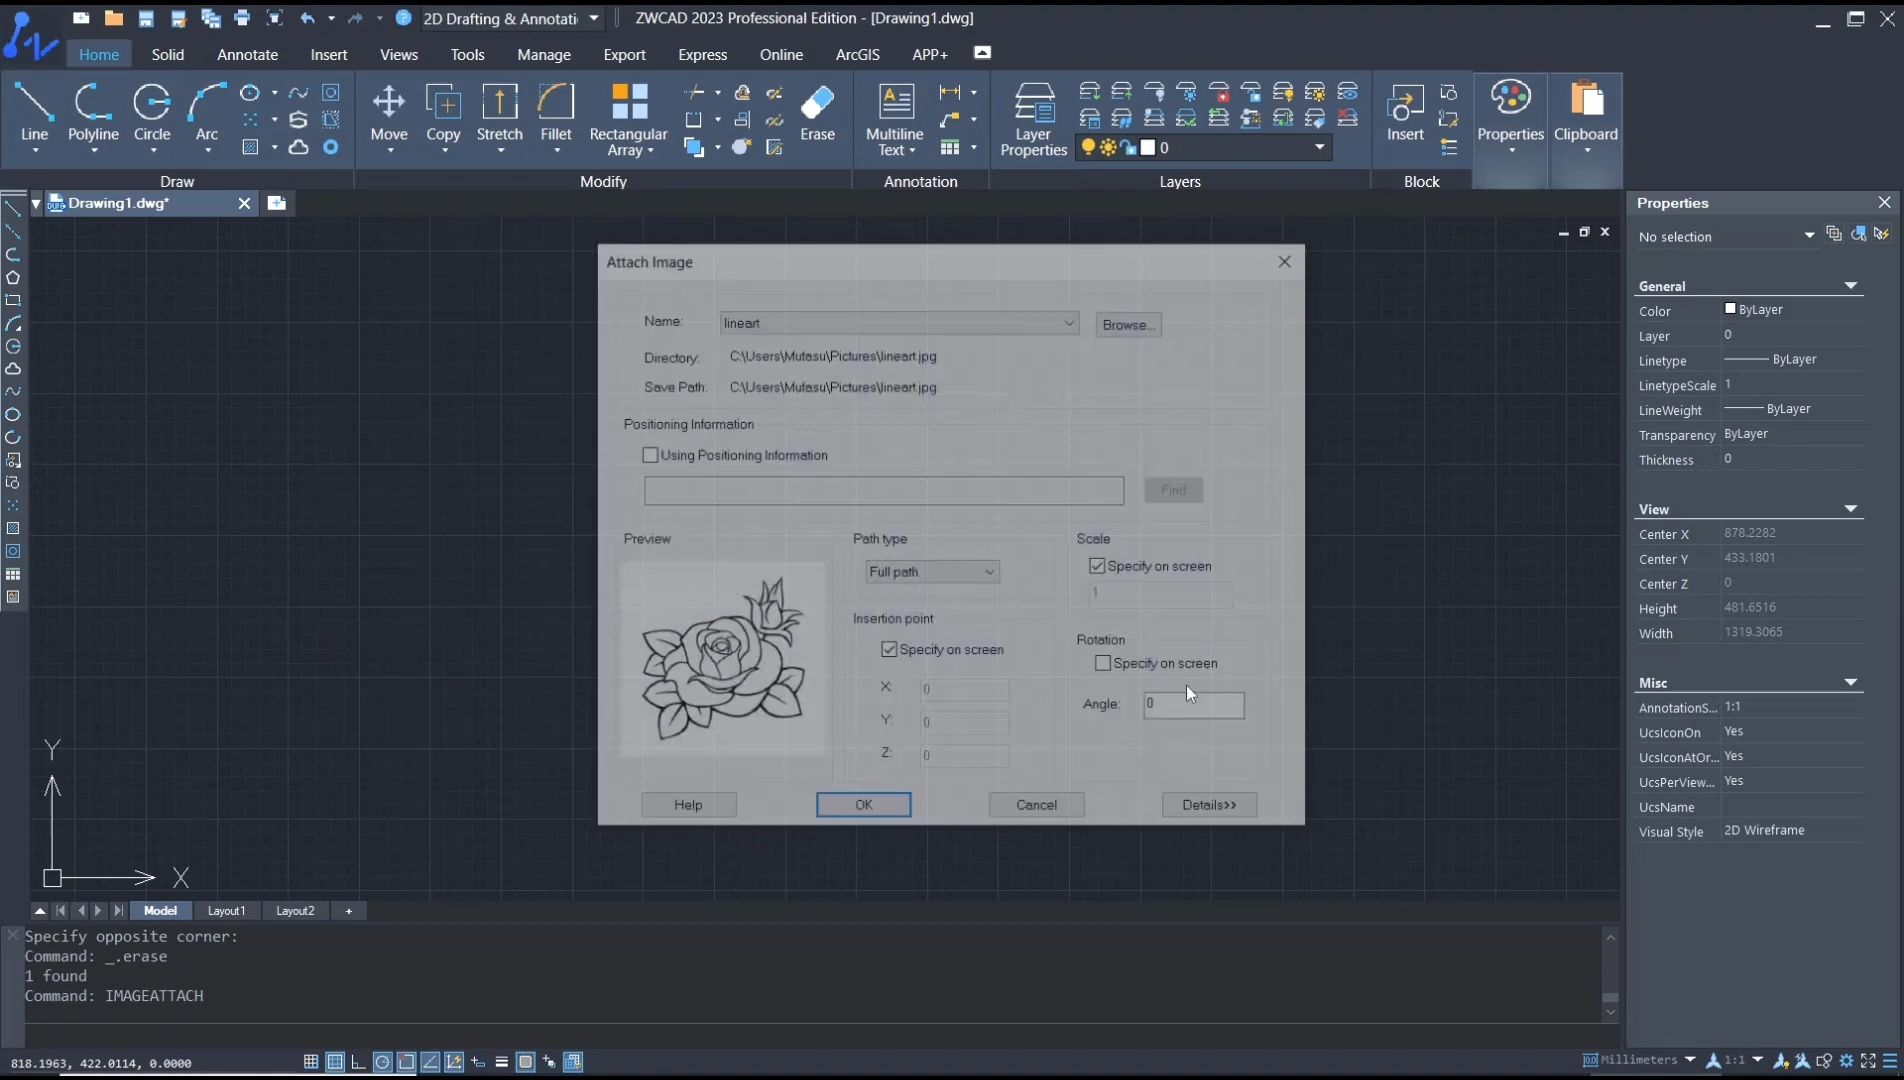 2D Drafting & Annotati
ZWCAD 2023 Professional Edition - [Drawing1.dwg]
Home Solid Annotate Insert Views Tools Manage Export Express Online ArcGIS APP+
Line Polyline Circle Arc
Move Copy Stretch Fillet Rectangular Array Erase
Multiline Text
Layer Properties
0
Insert
Properties
Clipboard
Draw Modify Annotation Layers Block
Drawing1.dwg*
Attach Image
Name: lineart Browse...
Directory: C:\Users\Mufasu\Pictures\lineart.jpg
Save Path: C:\Users\Mufasu\Pictures\lineart.jpg
Positioning Information
Using Positioning Information
Find
Preview Path type Scale
Full path Specify on screen
1
Insertion point
Specify on screen
X: 0
Y: 0
Z: 0
Rotation
Specify on screen
Angle: 0
Help OK Cancel Details>>
Properties
No selection
General
Color ByLayer
Layer 0
Linetype ByLayer
LinetypeScale 1
LineWeight ByLayer
Transparency ByLayer
Thickness 0
View
Center X 878.2282
Center Y 433.1801
Center Z 0
Height 481.6516
Width 1319.3065
Misc
AnnotationS... 1:1
UcsIconOn Yes
UcsIconAtOr... Yes
UcsPerView... Yes
UcsName
Visual Style 2D Wireframe
Y
X
Model Layout1 Layout2 +
Specify opposite corner:
Command: _.erase
1 found
Command: IMAGEATTACH
818.1963, 422.0114, 0.0000
Millimeters 1:1